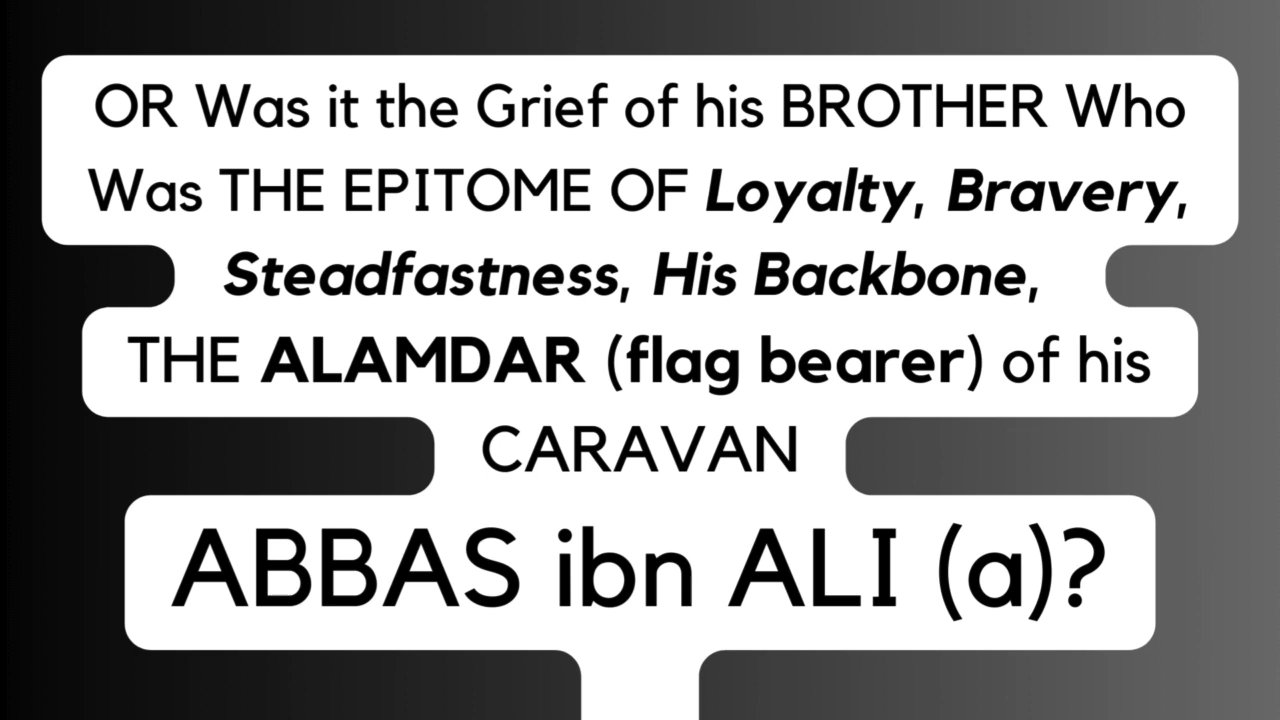 OR Was it the Grief of his BROTHER Who
Was THE EPITOME OF Loyalty, Bravery,
Steadfastness, His Backbone,
THE ALAMDAR (flag bearer) of his
CARAVAN
ABBAS ibn ALI (a)?